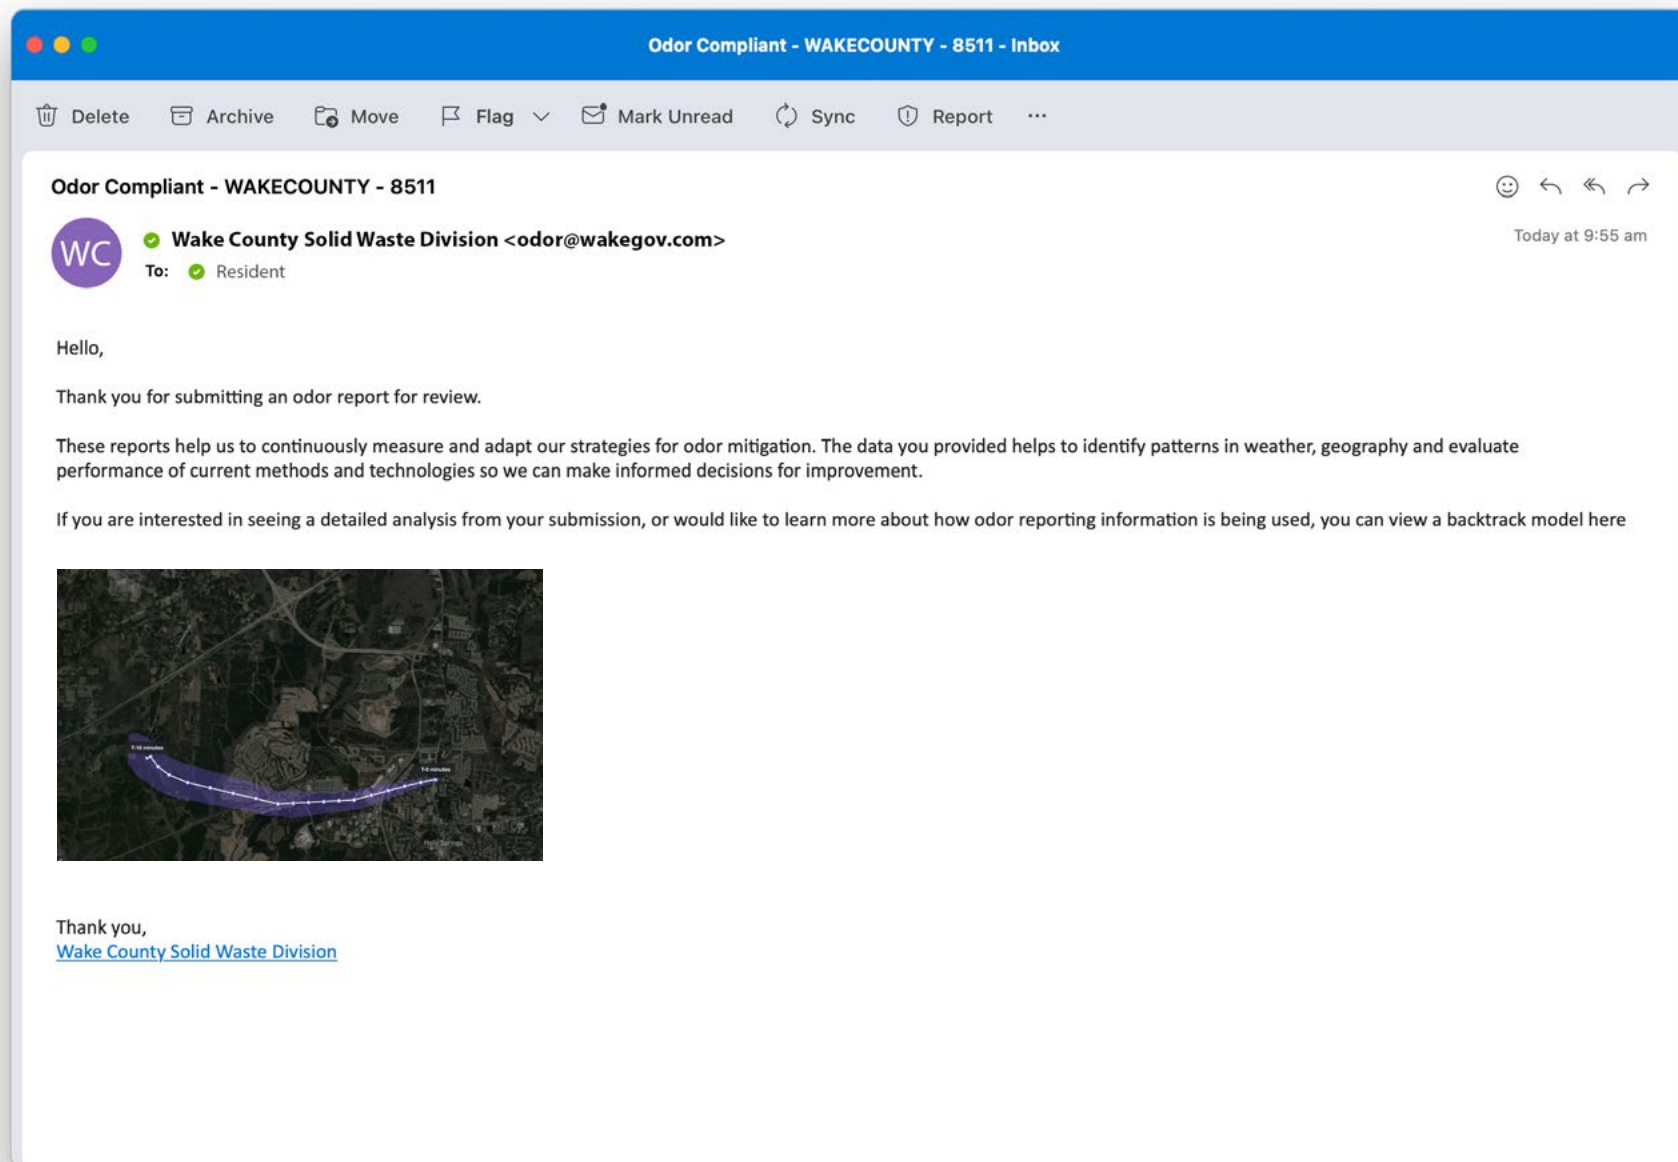 Odor Compliant - WAKECOUNTY - 8511 - Inbox
Delete Archive Move Flag Mark Unread Sync Report ...
Odor Compliant - WAKECOUNTY - 8511
WC
Wake County Solid Waste Division <odor@wakegov.com>
Today at 9:55 am
To: Resident
Hello,
Thank you for submitting an odor report for review.
These reports help us to continuously measure and adapt our strategies for odor mitigation. The data you provided helps to identify patterns in weather, geography and evaluate
performance of current methods and technologies so we can make informed decisions for improvement.
If you are interested in seeing a detailed analysis from your submission, or would like to learn more about how odor reporting information is being used, you can view a backtrack model here
minutes
minutes
Holly Springs
Thank you,
Wake County Solid Waste Division